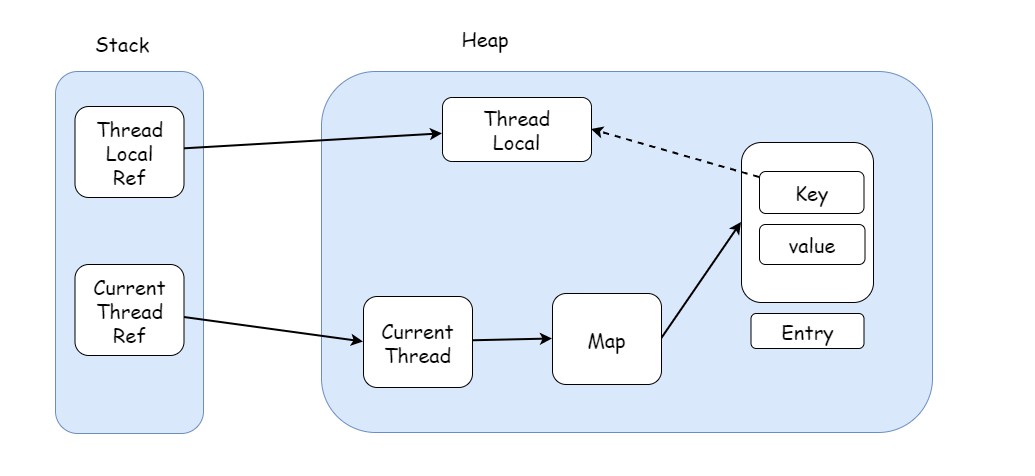 Stack
Heap
Thread
Local
Ref
Thread
Local
Key
value
Current
Thread
Ref
Current
Thread
Map
Entry